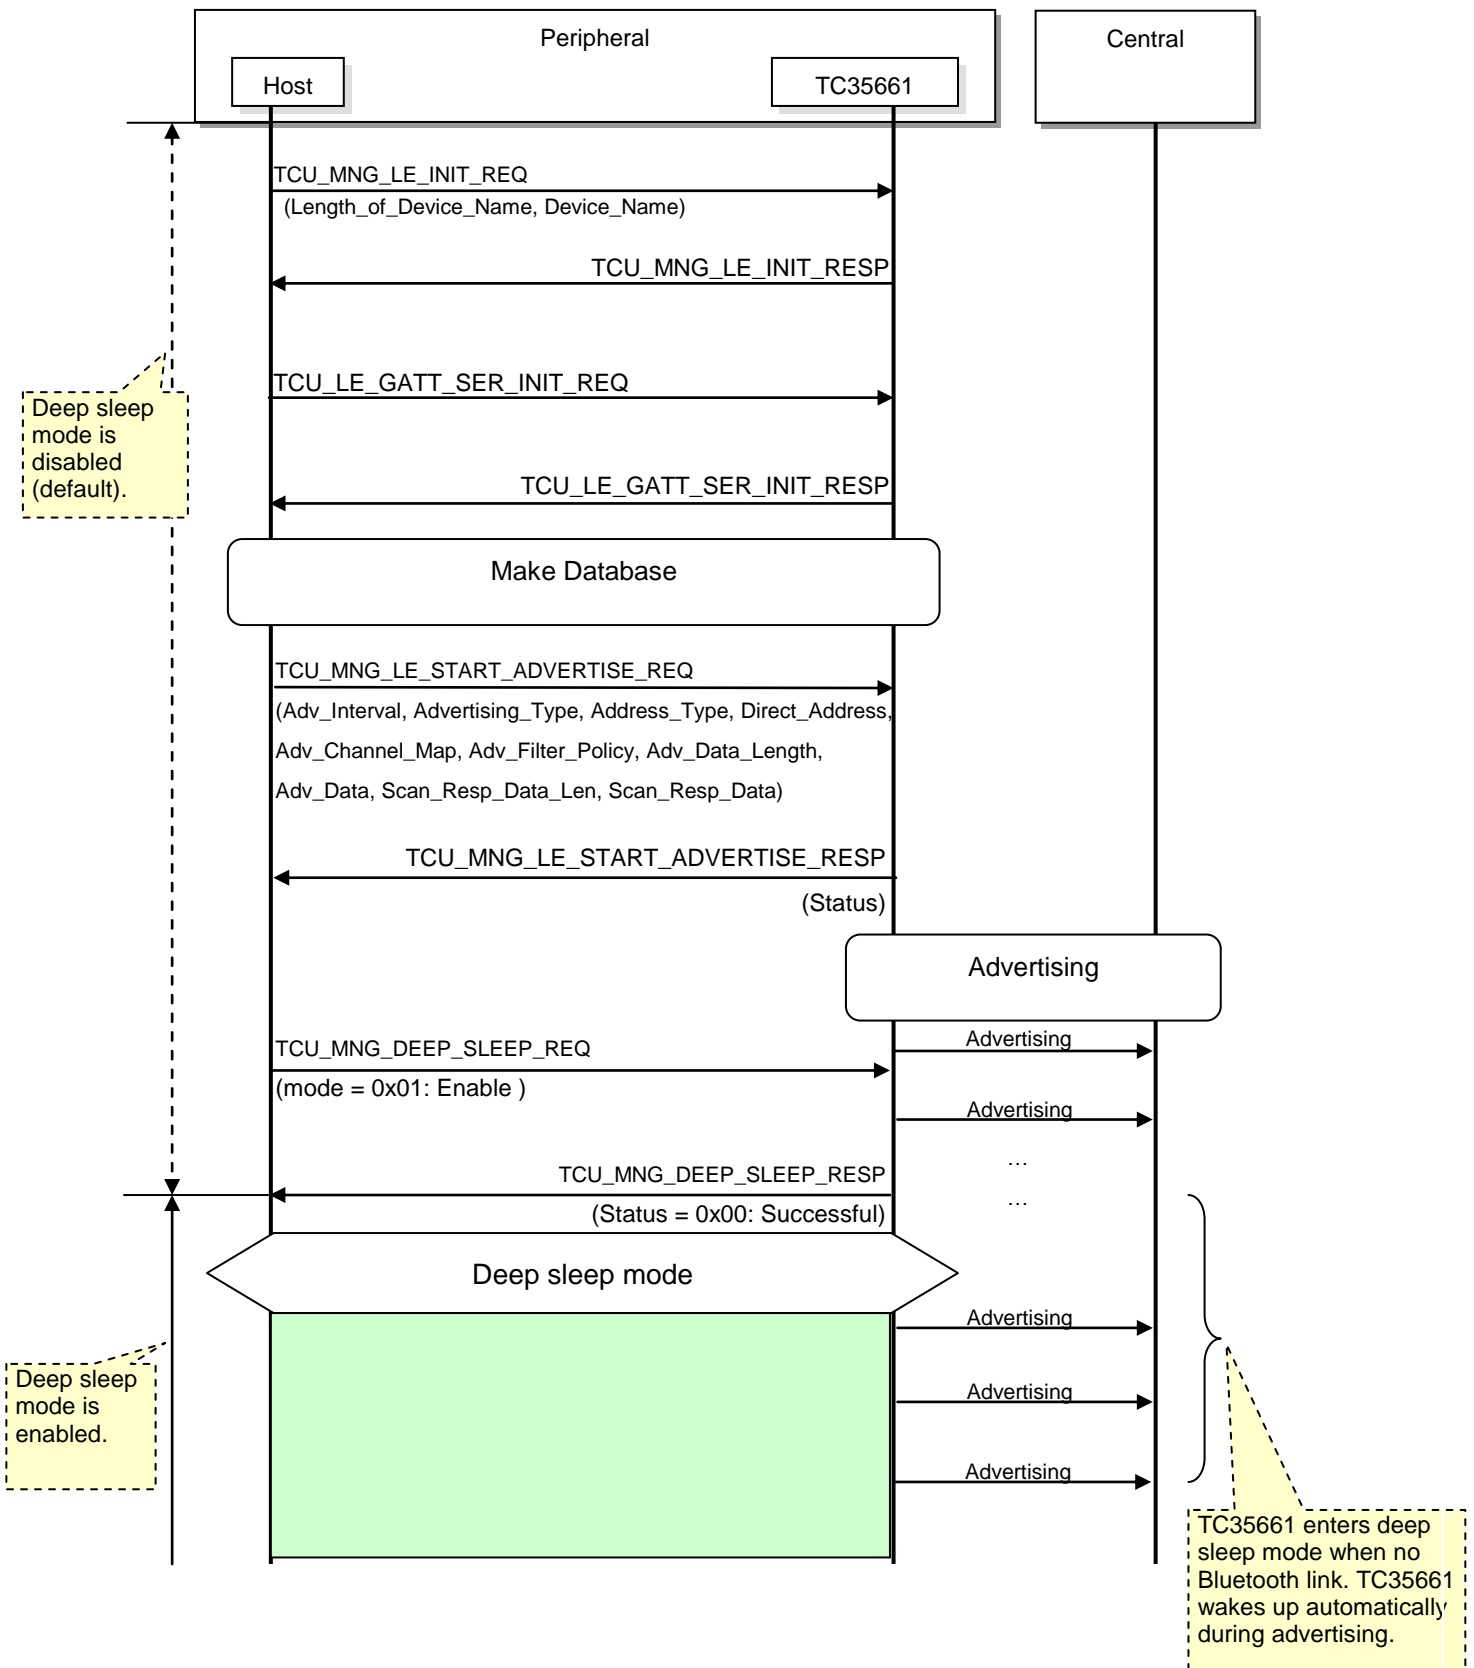 Peripheral
Central
Host
TC35661
TCU_MNG_LE_INIT_REQ
(Length_of_Device_Name, Device_Name)
TCU_MNG_LE_INIT_RESP
TCU_LE_GATT_SER_INIT_REQ
Deep sleep
mode is
disabled
(default).
TCU_LE_GATT_SER_INIT_RESP
Make Database
TCU_MNG_LE_START_ADVERTISE_REQ
(Adv_Interval, Advertising_Type, Address_Type, Direct_Address,
Adv_Channel_Map, Adv_Filter_Policy, Adv_Data_Length,
Adv_Data, Scan_Resp_Data_Len, Scan_Resp_Data)
TCU_MNG_LE_START_ADVERTISE_RESP
(Status)
Advertising
Advertising
TCU_MNG_DEEP_SLEEP_REQ
(mode = 0x01: Enable )
Advertising
…
TCU_MNG_DEEP_SLEEP_RESP
…
(Status = 0x00: Successful)
Deep sleep mode
Advertising
Deep sleep
mode is
enabled.
Advertising
Advertising
TC35661 enters deep
sleep mode when no
Bluetooth link. TC35661
wakes up automatically
during advertising.